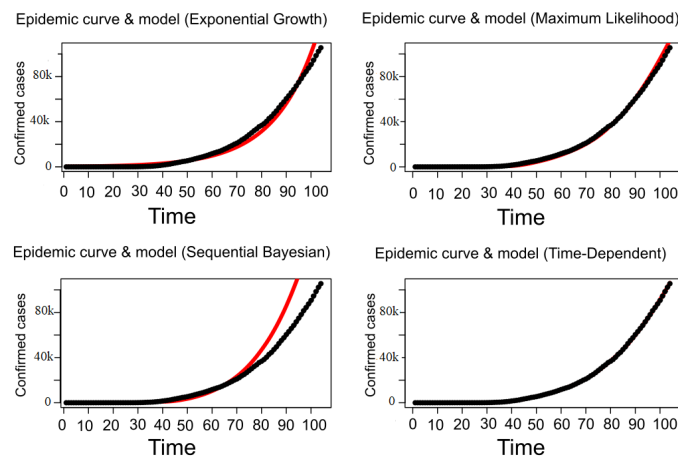 Epidemic curve & model (Exponential Growth)
Confirmed cases
80k
40k
0
0 10 20 30 40 50 60 70 80 90 100
Time
Epidemic curve & model (Maximum Likelihood)
Confirmed cases
80k
40k
0
0 10 20 30 40 50 60 70 80 90 100
Time
Epidemic curve & model (Sequential Bayesian)
Confirmed cases
80k
40k
0
0 10 20 30 40 50 60 70 80 90 100
Time
Epidemic curve & model (Time-Dependent)
Confirmed cases
80k
40k
0
0 10 20 30 40 50 60 70 80 90 100
Time